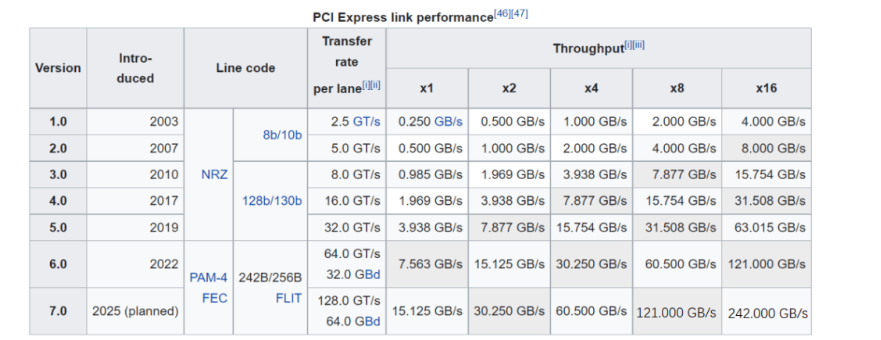 PCI Express link performance[46][47]
Version Intro-duced Line code Transfer rate per lane[i][ii] Throughput[i][iii]
x1 x2 x4 x8 x16
1.0 2003 NRZ 8b/10b 2.5 GT/s 0.250 GB/s 0.500 GB/s 1.000 GB/s 2.000 GB/s 4.000 GB/s
2.0 2007 5.0 GT/s 0.500 GB/s 1.000 GB/s 2.000 GB/s 4.000 GB/s 8.000 GB/s
3.0 2010 128b/130b 8.0 GT/s 0.985 GB/s 1.969 GB/s 3.938 GB/s 7.877 GB/s 15.754 GB/s
4.0 2017 16.0 GT/s 1.969 GB/s 3.938 GB/s 7.877 GB/s 15.754 GB/s 31.508 GB/s
5.0 2019 32.0 GT/s 3.938 GB/s 7.877 GB/s 15.754 GB/s 31.508 GB/s 63.015 GB/s
6.0 2022 PAM-4 FEC 242B/256B FLIT 64.0 GT/s 32.0 GBd 7.563 GB/s 15.125 GB/s 30.250 GB/s 60.500 GB/s 121.000 GB/s
7.0 2025 (planned) 128.0 GT/s 64.0 GBd 15.125 GB/s 30.250 GB/s 60.500 GB/s 121.000 GB/s 242.000 GB/s